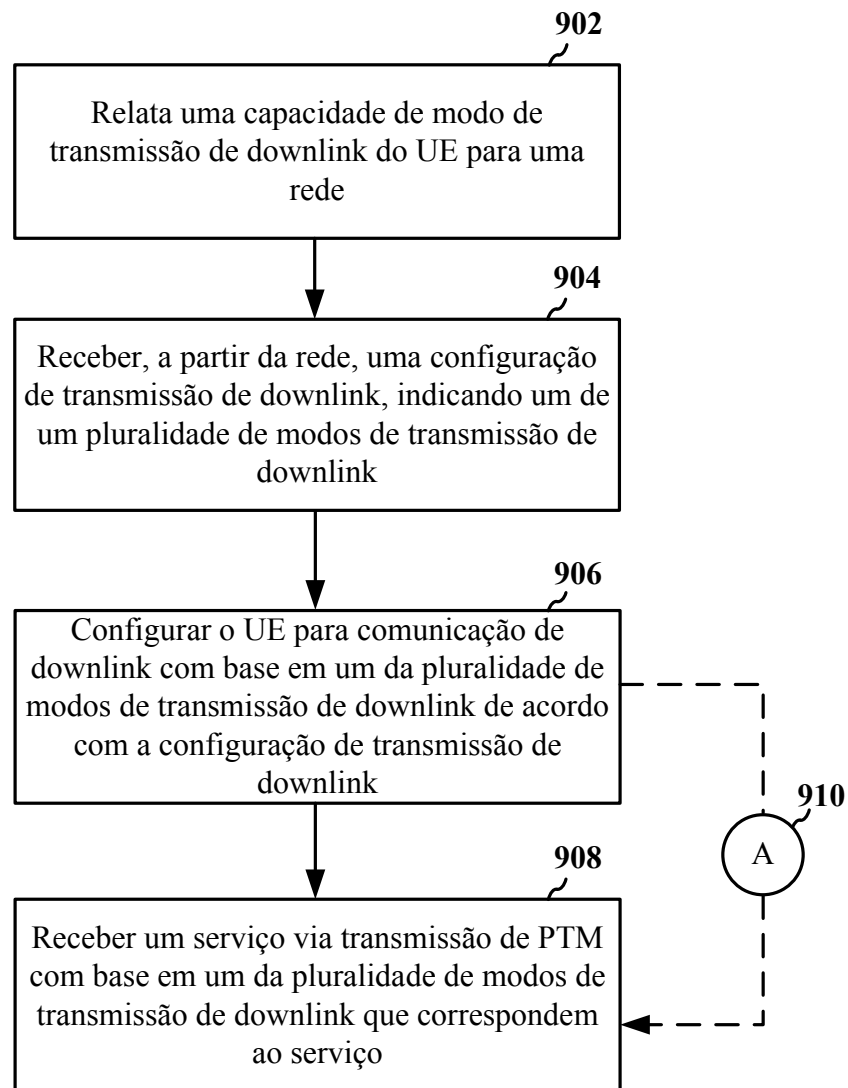 902
Relata uma capacidade de modo de
transmissão de downlink do UE para uma
rede
904
Receber, a partir da rede, uma configuração
de transmissão de downlink, indicando um de
um pluralidade de modos de transmissão de
downlink
906
Configurar o UE para comunicação de
downlink com base em um da pluralidade de
modos de transmissão de downlink de acordo
com a configuração de transmissão de
downlink
910
A
908
Receber um serviço via transmissão de PTM
com base em um da pluralidade de modos de
transmissão de downlink que correspondem
ao serviço